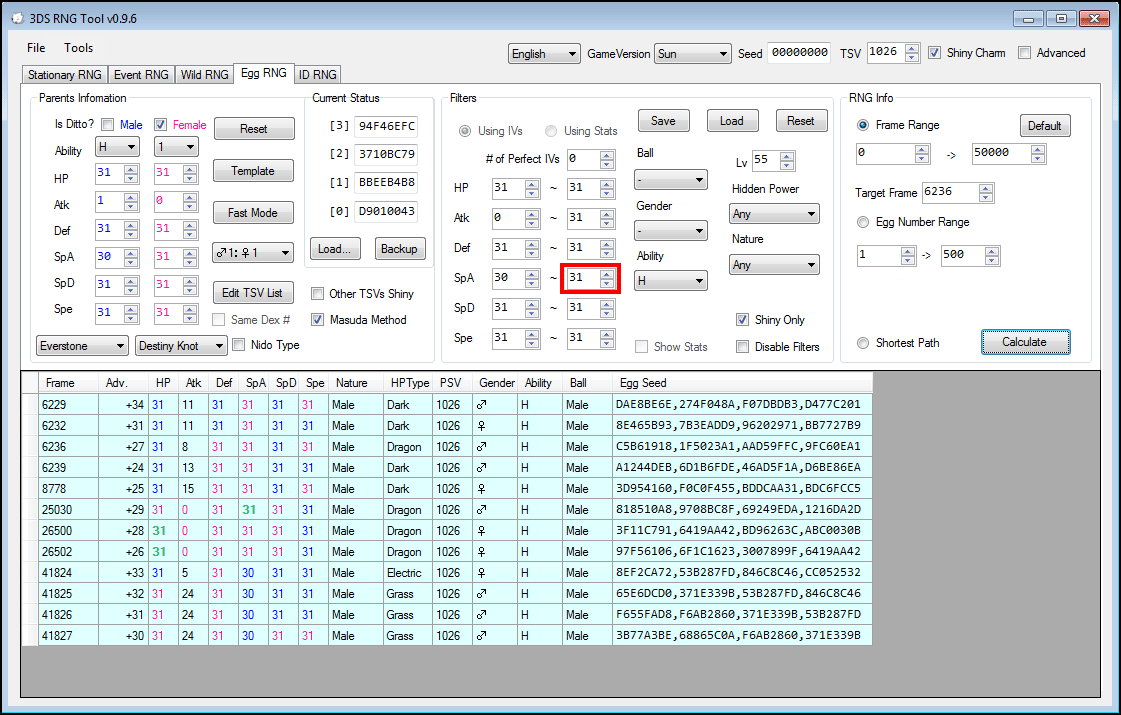 3DS RNG Tool v0.9.6
File Tools
English GameVersion Sun Seed 00000000 TSV 1026 Shiny Charm Advanced
Stationary RNG Event RNG Wild RNG Egg RNG ID RNG
Parents Infomation
Is Ditto? Male Female Reset
Ability H 1
HP 31 31 Template
Atk 1 0
Def 31 31 Fast Mode
SpA 30 31 ♂1: ♀1
SpD 31 31 Edit TSV List
Spe 31 31 Same Dex #
Everstone Destiny Knot Nido Type
Current Status
[3] 94F46EFC
[2] 3710BC79
[1] BBEEB4B8
[0] D9010043
Load... Backup
Other TSVs Shiny
Masuda Method
Filters
Using IVs Using Stats Save Load Reset
# of Perfect IVs 0
HP 31 ~ 31
Atk 0 ~ 31
Def 31 ~ 31
SpA 30 ~ 31
SpD 31 ~ 31
Spe 31 ~ 31
Ball
-
Gender
-
Ability
H
Lv 55
Hidden Power
Any
Nature
Any
Shiny Only
Show Stats Disable Filters
RNG Info
Frame Range Default
0 -> 50000
Target Frame 6236
Egg Number Range
1 -> 500
Shortest Path Calculate
Frame Adv. HP Atk Def SpA SpD Spe Nature HPType PSV Gender Ability Ball Egg Seed
6229 +34 31 11 31 31 31 31 Male Dark 1026 ♂ H Male DAE8BE6E,274F048A,F07DBDB3,D477C201
6232 +31 31 11 31 31 31 31 Male Dark 1026 ♀ H Male 8E465B93,7B3EADD9,96202971,BB7727B9
6236 +27 31 8 31 31 31 31 Male Dragon 1026 ♂ H Male C5B61918,1F5023A1,AAD59FFC,9FC60EA1
6239 +24 31 13 31 31 31 31 Male Dark 1026 ♂ H Male A1244DEB,6D1B6FDE,46AD5F1A,D6BE86EA
8778 +25 31 15 31 31 31 31 Male Dark 1026 ♀ H Male 3D954160,F0C0F455,BDDCAA31,BDC6FCC5
25030 +29 31 0 31 31 31 31 Male Dragon 1026 ♂ H Male 818510A8,9708BC8F,69249EDA,1216DA2D
26500 +28 31 0 31 31 31 31 Male Dragon 1026 ♀ H Male 3F11C791,6419AA42,BD96263C,ABC0030B
26502 +26 31 0 31 31 31 31 Male Dragon 1026 ♀ H Male 97F56106,6F1C1623,3007899F,6419AA42
41824 +33 31 5 31 30 31 31 Male Electric 1026 ♀ H Male 8EF2CA72,53B287FD,846C8C46,CC052532
41825 +32 31 24 31 30 31 31 Male Grass 1026 ♂ H Male 65E6DCD0,371E339B,53B287FD,846C8C46
41826 +31 31 24 31 30 31 31 Male Grass 1026 ♂ H Male F655FAD8,F6AB2860,371E339B,53B287FD
41827 +30 31 24 31 30 31 31 Male Grass 1026 ♂ H Male 3B77A3BE,68865C0A,F6AB2860,371E339B